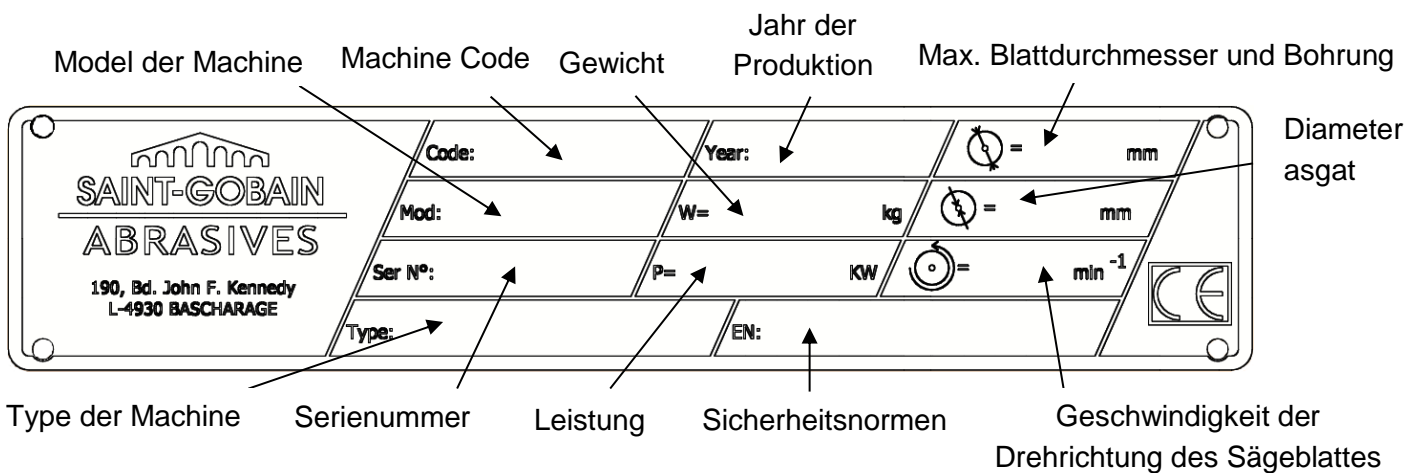 Jahr der
Produktion
Model der Machine
Machine Code
Gewicht
Max. Blattdurchmesser und Bohrung
Diameter
asgat
SAINT-GOBAIN
ABRASIVES
190, Bd. John F. Kennedy
L-4930 BASCHARAGE
Code:
Year:
= mm
Mod:
W= kg
= mm
Ser N°:
P= KW
= min -1
Type:
EN:
CE
Type der Machine
Serienummer
Leistung
Sicherheitsnormen
Geschwindigkeit der
Drehrichtung des Sägeblattes